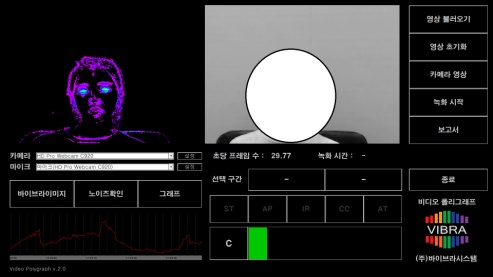 영상 불러오기
영상 초기화
카메라 영상
녹화 시작
보고서
카메라 HD Pro Webcam C920 설정
마이크 마이크(HD Pro Webcam C920) 설정
초당 프레임 수 : 29.77 녹화 시간 : -
바이브라이미지 노이즈확인 그래프
선택 구간 - -
종료
ST AP IR CC AT
C
비디오 폴리그래프
VIBRA
(주)바이브라시스템
Video Polygraph v.2.0